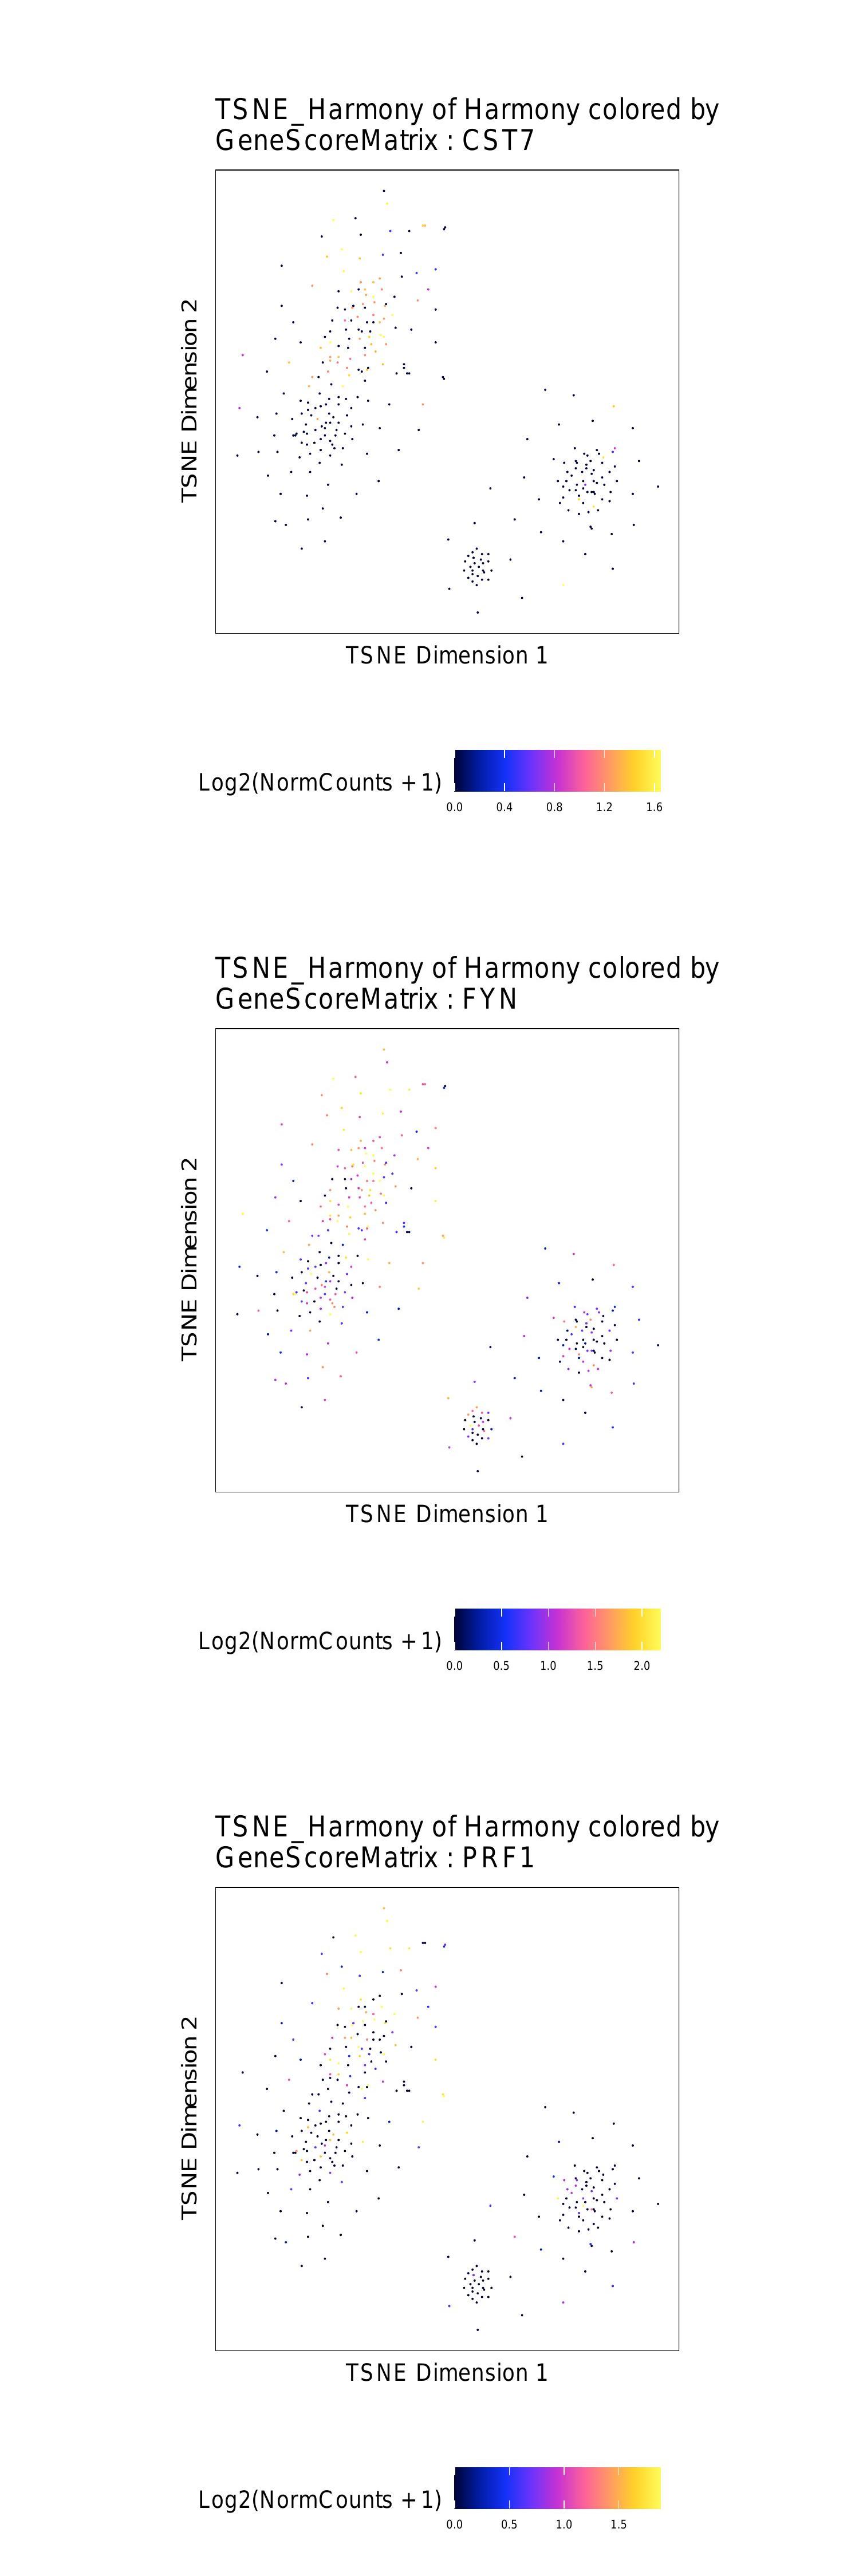 TSNE_Harmony of Harmony colored by
GeneScoreMatrix : CST7
TSNE Dimension 2
TSNE Dimension 1
Log2(NormCounts +1)
0.0 0.4 0.8 1.2 1.6
TSNE_Harmony of Harmony colored by
GeneScoreMatrix : FYN
TSNE Dimension 2
TSNE Dimension 1
Log2(NormCounts +1)
0.0 0.5 1.0 1.5 2.0
TSNE_Harmony of Harmony colored by
GeneScoreMatrix : PRF1
TSNE Dimension 2
TSNE Dimension 1
Log2(NormCounts +1)
0.0 0.5 1.0 1.5